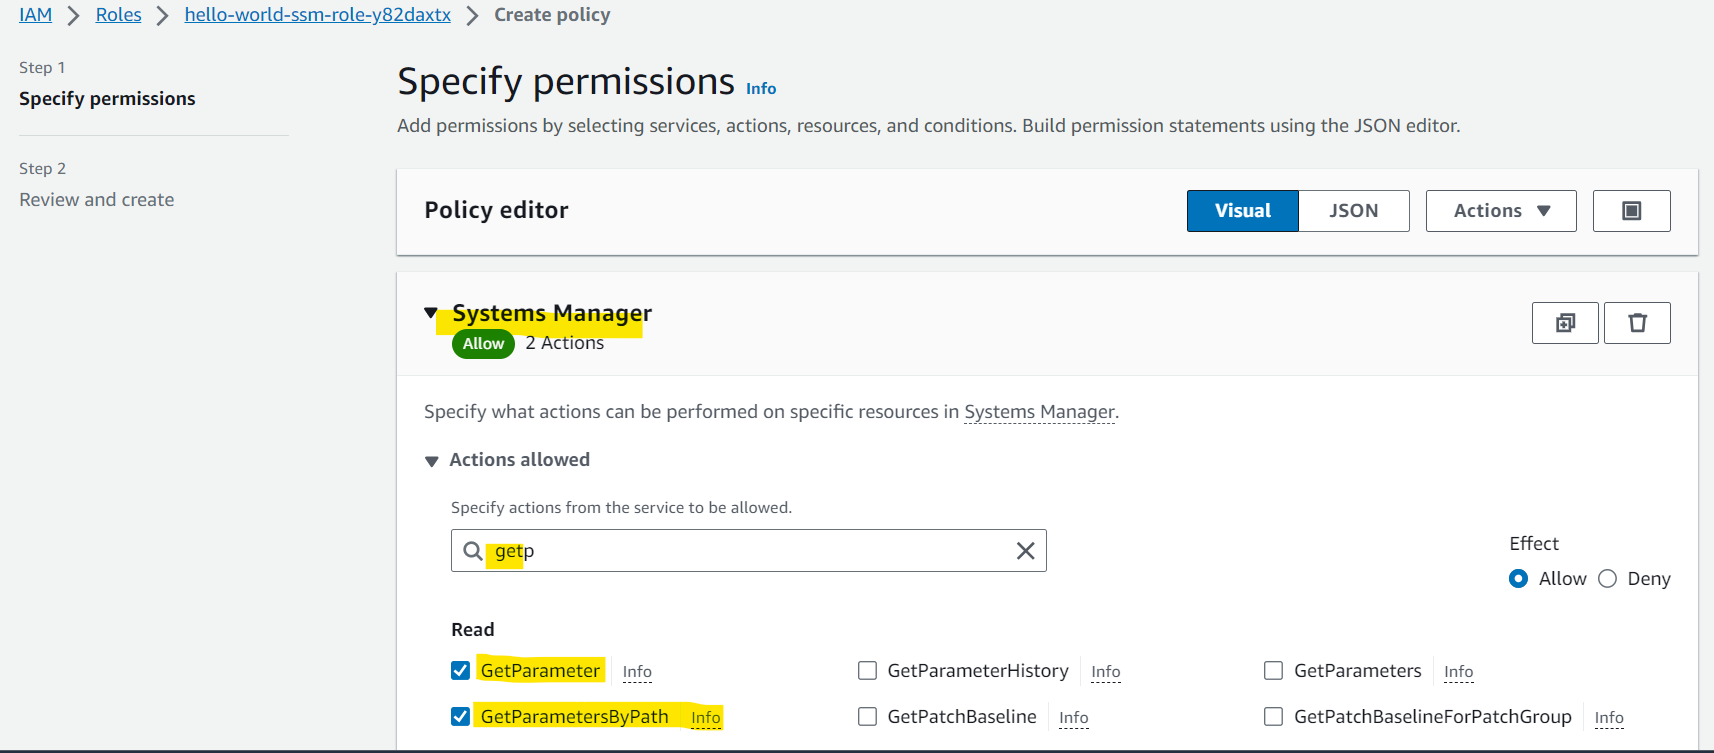 IAM > Roles > hello-world-ssm-role-y82daxtx > Create policy
Step 1
Specify permissions
Step 2
Review and create
Specify permissions Info
Add permissions by selecting services, actions, resources, and conditions. Build permission statements using the JSON editor.
Policy editor
Visual JSON Actions
Systems Manager
Allow 2 Actions
Specify what actions can be performed on specific resources in Systems Manager.
Actions allowed
Specify actions from the service to be allowed.
getp
Effect
Allow Deny
Read
GetParameter Info GetParameterHistory Info GetParameters Info
GetParametersByPath Info GetPatchBaseline Info GetPatchBaselineForPatchGroup Info